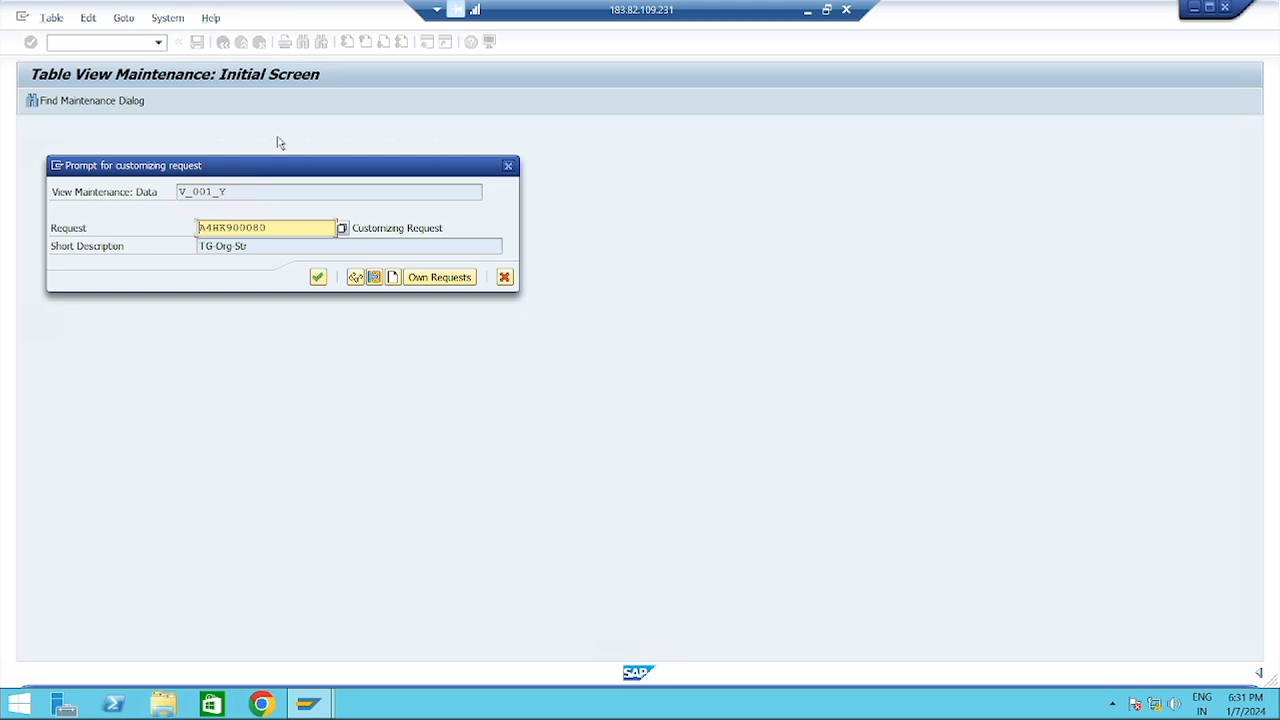 Table Edit Goto System Help
183.82.109.231
Table View Maintenance: Initial Screen
Find Maintenance Dialog
Prompt for customizing request
View Maintenance: Data V_001_Y
Request A4HK900080 Customizing Request
Short Description TG-Org-Str
Own Requests
SAP
ENG 6:31 PM
IN 1/7/2024